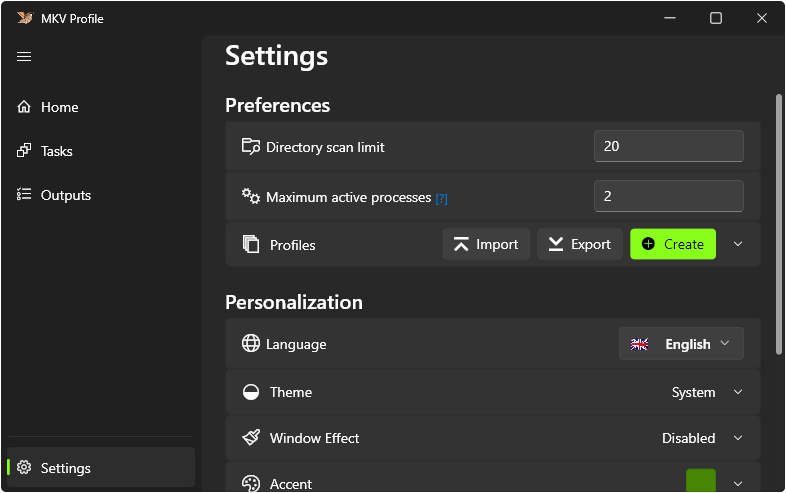 MKV Profile
Settings
Home
Tasks
Outputs
Preferences
Directory scan limit 20
Maximum active processes [?] 2
Profiles Import Export Create
Personalization
Language English
Theme System
Window Effect Disabled
Settings
Accent